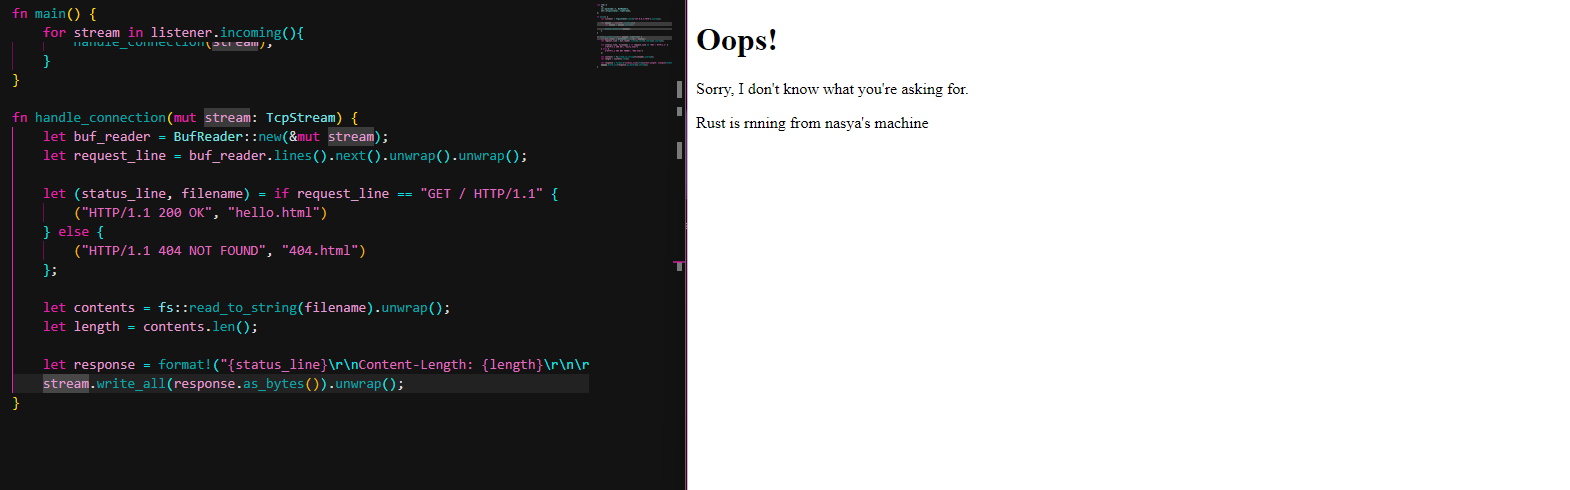 fn main() {
for stream in listener.incoming(){
handle_connection(stream);
}
}
fn handle_connection(mut stream: TcpStream) {
let buf_reader = BufReader::new(&mut stream);
let request_line = buf_reader.lines().next().unwrap().unwrap();
let (status_line, filename) = if request_line == "GET / HTTP/1.1" {
("HTTP/1.1 200 OK", "hello.html")
} else {
("HTTP/1.1 404 NOT FOUND", "404.html")
};
let contents = fs::read_to_string(filename).unwrap();
let length = contents.len();
let response = format!("{status_line}\r\nContent-Length: {length}\r\n\r
stream.write_all(response.as_bytes()).unwrap();
}
Oops!
Sorry, I don't know what you're asking for.
Rust is rnning from nasya's machine